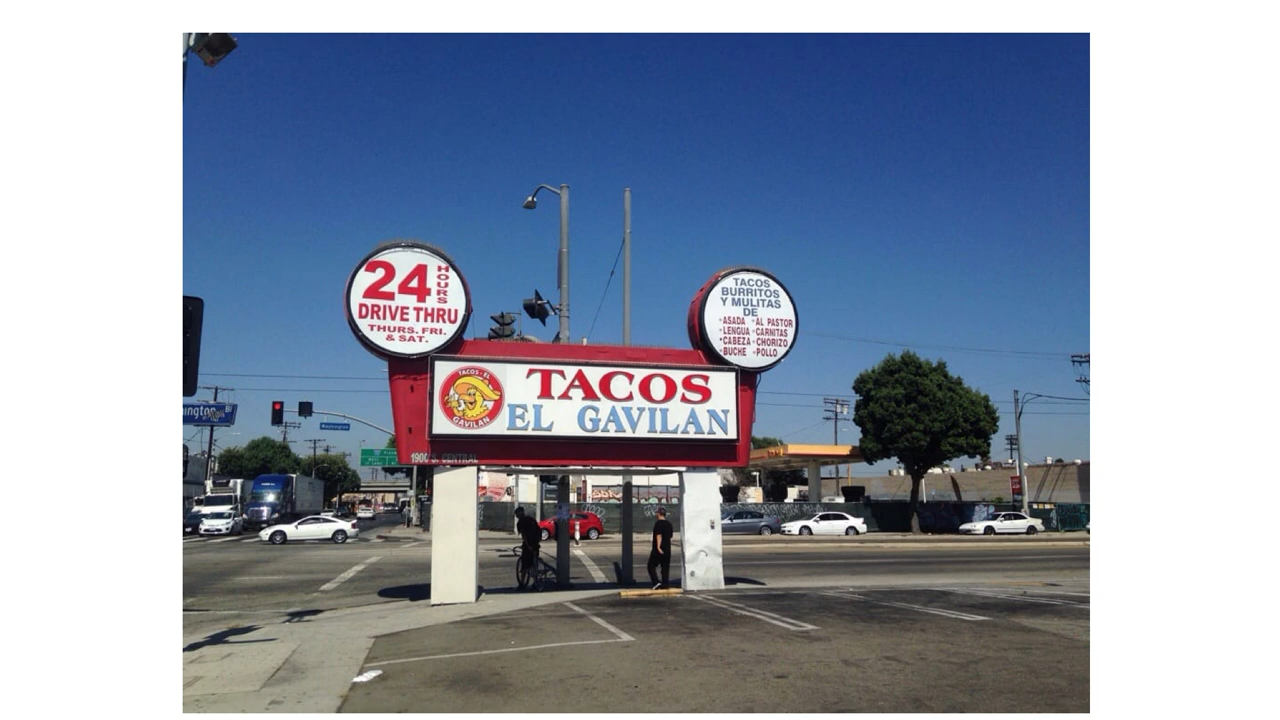 24 HOURS
DRIVE THRU
THURS. FRI.
& SAT.
TACOS
BURRITOS
Y MULITAS
DE
•ASADA •AL PASTOR
•LENGUA •CARNITAS
•CABEZA •CHORIZO
•BUCHE •POLLO
TACOS - EL
GAVILAN
TACOS
EL GAVILAN
1900 S. CENTRAL
Washington